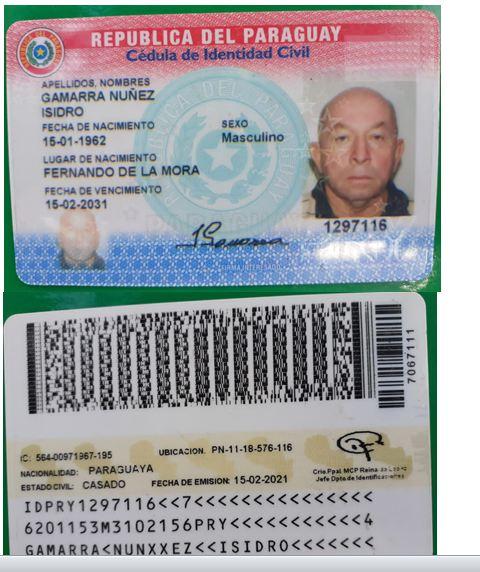 REPUBLICA DEL PARAGUAY
Cédula de Identidad Civil
APELLIDOS, NOMBRES
GAMARRA NUÑEZ
ISIDRO
FECHA DE NACIMIENTO
15-01-1962
SEXO
Masculino
LUGAR DE NACIMIENTO
FERNANDO DE LA MORA
FECHA DE VENCIMIENTO
15-02-2031
1297116
FIRMA INTERESADO
7067111
IC: 564-00971967-195
UBICACION. PN-11-18-576-116
NACIONALIDAD: PARAGUAYA
ESTADO CIVIL: CASADO
FECHA DE EMISION: 15-02-2021
Crio.Ppal. MCP Reina
Jefe Dpto de Identificaciones
IDPRY1297116<<7<<<<<<<<<<<<<<<
6201153M3102156PRY<<<<<<<<<<<4
GAMARRA<NUNXXEZ<<ISIDRO<<<<<<<